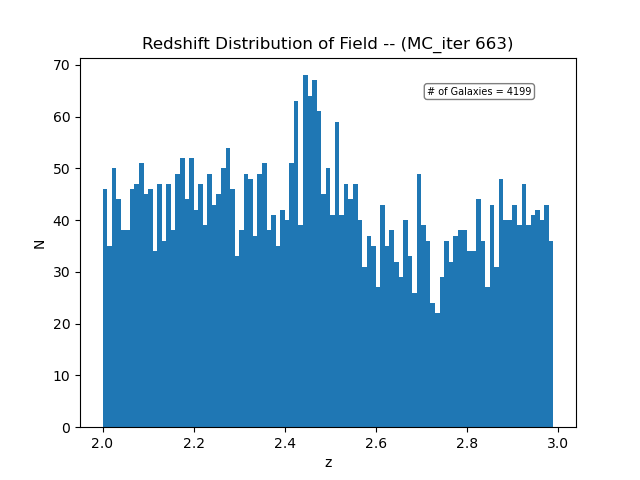 Redshift Distribution of Field -- (MC_iter 663)
# of Galaxies = 4199
N
70
60
50
40
30
20
10
0
2.0 2.2 2.4 2.6 2.8 3.0
z